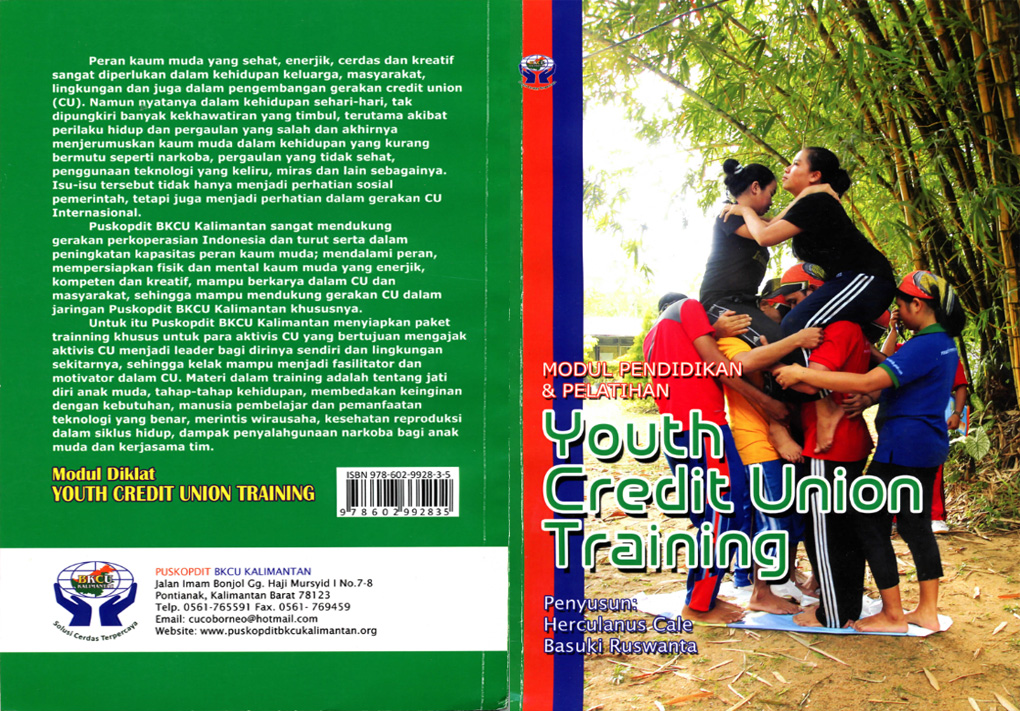 Peran kaum muda yang sehat, enerjik, cerdas dan kreatif
sangat diperlukan dalam kehidupan keluarga, masyarakat,
lingkungan dan juga dalam pengembangan gerakan credit union
(CU). Namun nyatanya dalam kehidupan sehari-hari, tak
dipungkiri banyak kekhawatiran yang timbul, terutama akibat
perilaku hidup dan pergaulan yang salah dan akhirnya
menjerumuskan kaum muda dalam kehidupan yang kurang
bermutu seperti narkoba, pergaulan yang tidak sehat,
penggunaan teknologi yang keliru, miras dan lain sebagainya.
Isu-isu tersebut tidak hanya menjadi perhatian sosial
pemerintah, tetapi juga menjadi perhatian dalam gerakan CU
Internasional.
Puskopdit BKCU Kalimantan sangat mendukung
gerakan perkoperasian Indonesia dan turut serta dalam
peningkatan kapasitas peran kaum muda; mendalami peran,
mempersiapkan fisik dan mental kaum muda yang enerjik,
kompeten dan kreatif, mampu berkarya dalam CU dan
masyarakat, sehingga mampu mendukung gerakan CU dalam
jaringan Puskopdit BKCU Kalimantan khususnya.
Untuk itu Puskopdit BKCU Kalimantan menyiapkan paket
trainning khusus untuk para aktivis CU yang bertujuan mengajak
aktivis CU menjadi leader bagi dirinya sendiri dan lingkungan
sekitarnya, sehingga kelak mampu menjadi fasilitator dan
motivator dalam CU. Materi dalam training adalah tentang jati
diri anak muda, tahap-tahap kehidupan, membedakan keinginan
dengan kebutuhan, manusia pembelajar dan pemanfaatan
teknologi yang benar, merintis wirausaha, kesehatan reproduksi
dalam siklus hidup, dampak penyalahgunaan narkoba bagi anak
muda dan kerjasama tim.
Modul Diklat
YOUTH CREDIT UNION TRAINING
ISBN 978-602-9928-3-5
9 786029 92835
BKCU
KALIMANTAN
Solusi Cerdas Terpercaya
PUSKOPDIT BKCU KALIMANTAN
Jalan Imam Bonjol Gg. Haji Mursyid I No.7-8
Pontianak, Kalimantan Barat 78123
Telp. 0561-765591 Fax. 0561- 769459
Email: cucoborneo@hotmail.com
Website: www.puskopditbkcukalimantan.org
MODUL PENDIDIKAN
& PELATIHAN
Youth
Credit Union
Training
Penyusun:
Herculanus Cale
Basuki Ruswanta